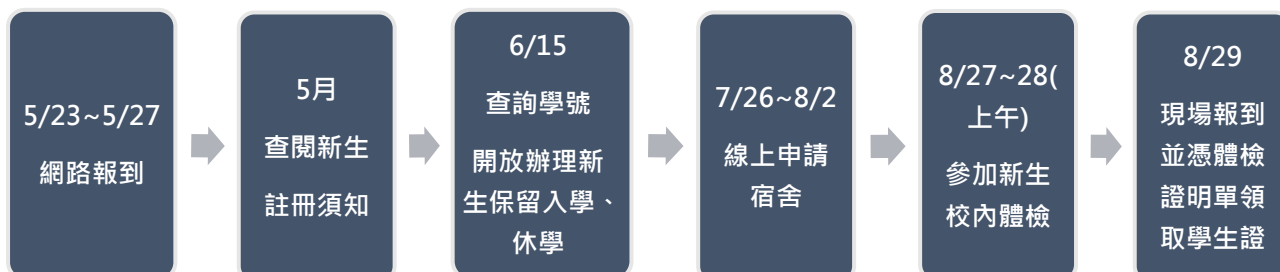 5/23~5/27
網路報到
5月
查閱新生
註冊須知
6/15
查詢學號
開放辦理新
生保留入學、
休學
7/26~8/2
線上申請
宿舍
8/27~28(
上午)
參加新生
校內體檢
8/29
現場報到
並憑體檢
證明單領
取學生證